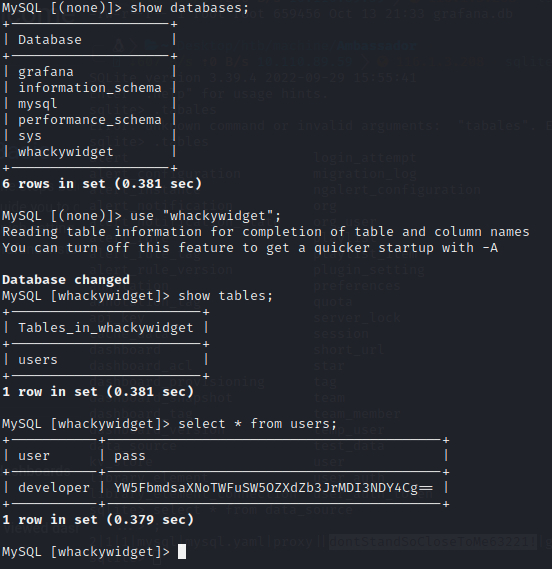 MySQL [(none)]> show databases;
+--------------------+
| Database           |
+--------------------+
| grafana            |
| information_schema |
| mysql              |
| performance_schema |
| sys                |
| whackywidget       |
+--------------------+
6 rows in set (0.381 sec)
MySQL [(none)]> use "whackywidget";
Reading table information for completion of table and column names
You can turn off this feature to get a quicker startup with -A
Database changed
MySQL [whackywidget]> show tables;
+------------------------+
| Tables_in_whackywidget |
+------------------------+
| users                  |
+------------------------+
1 row in set (0.381 sec)
MySQL [whackywidget]> select * from users;
+-----------+------------------------------------------+
| user      | pass                                     |
+-----------+------------------------------------------+
| developer | YW5FbmdsaXNoTWFuSW5OZXdZb3JrMDI3NDY4Cg== |
+-----------+------------------------------------------+
1 row in set (0.379 sec)
MySQL [whackywidget]>